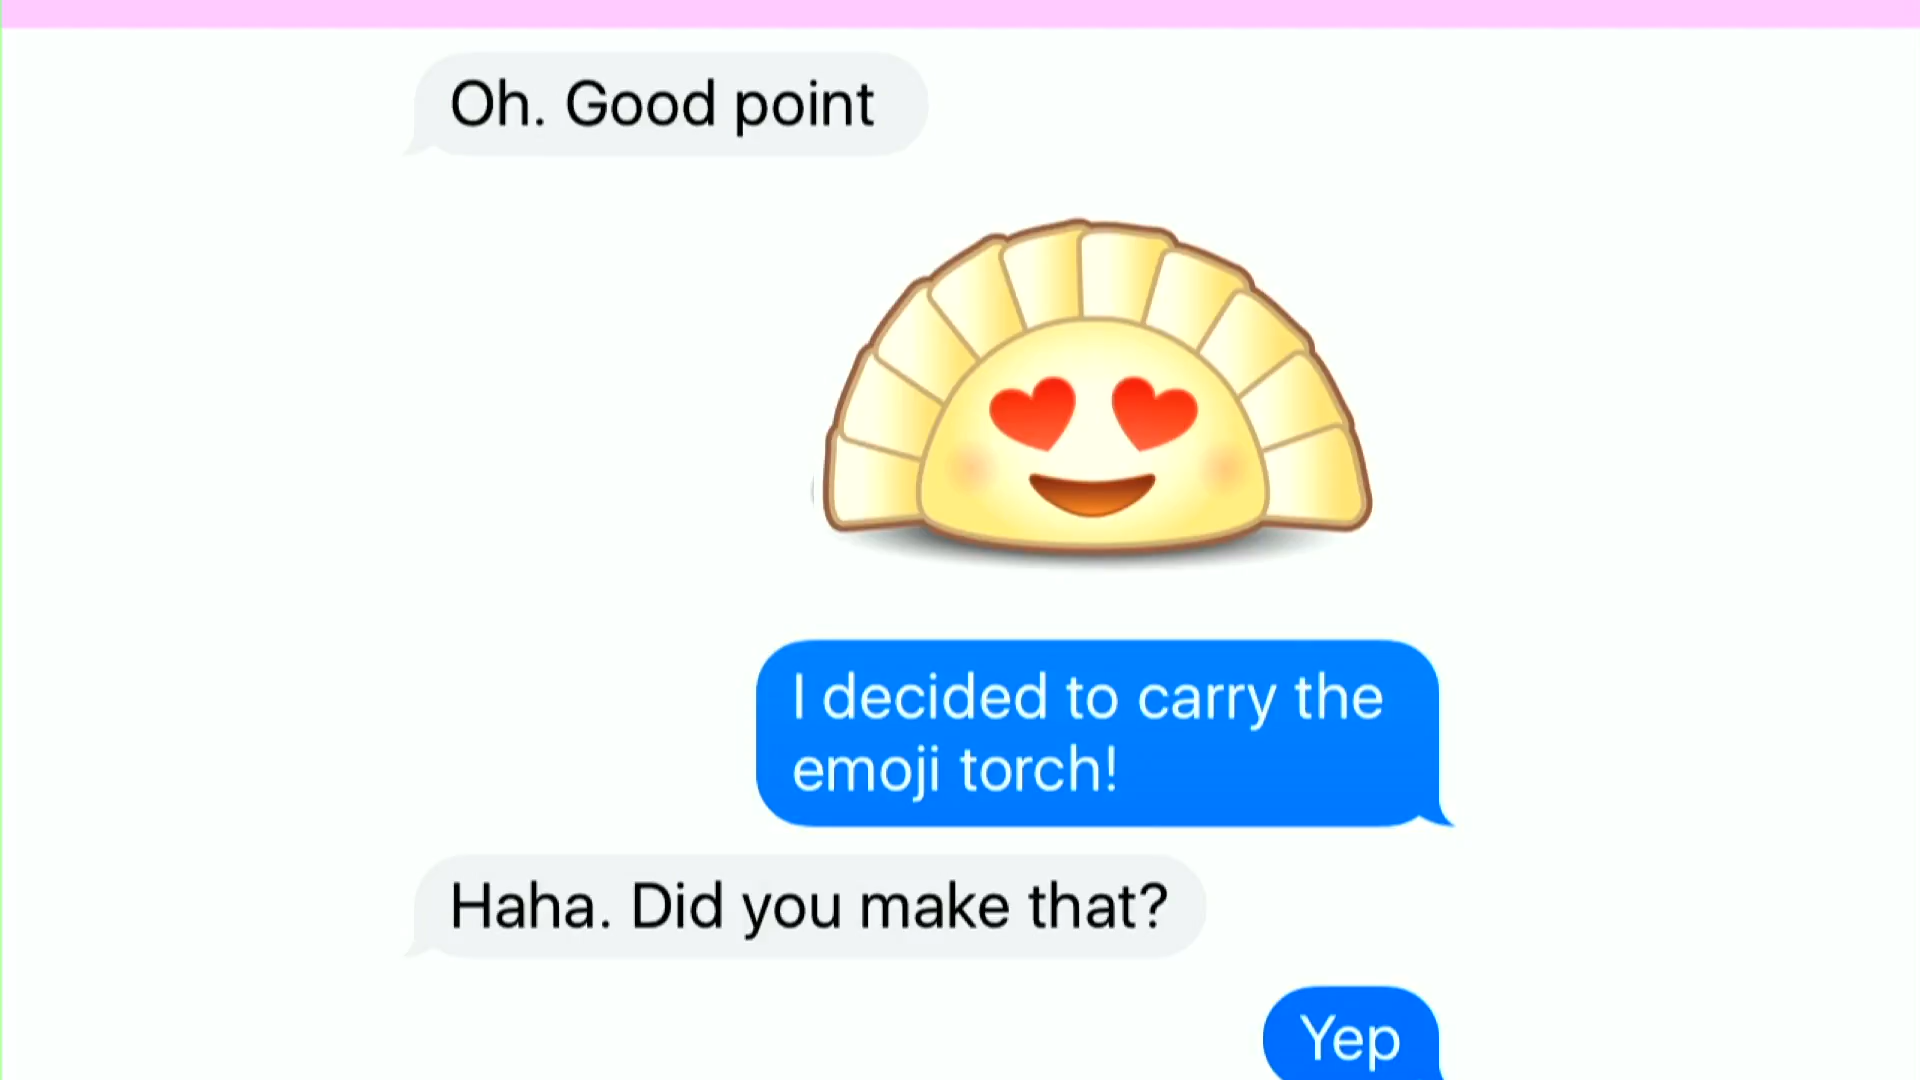 Oh. Good point
I decided to carry the
emoji torch!
Haha. Did you make that?
Yep